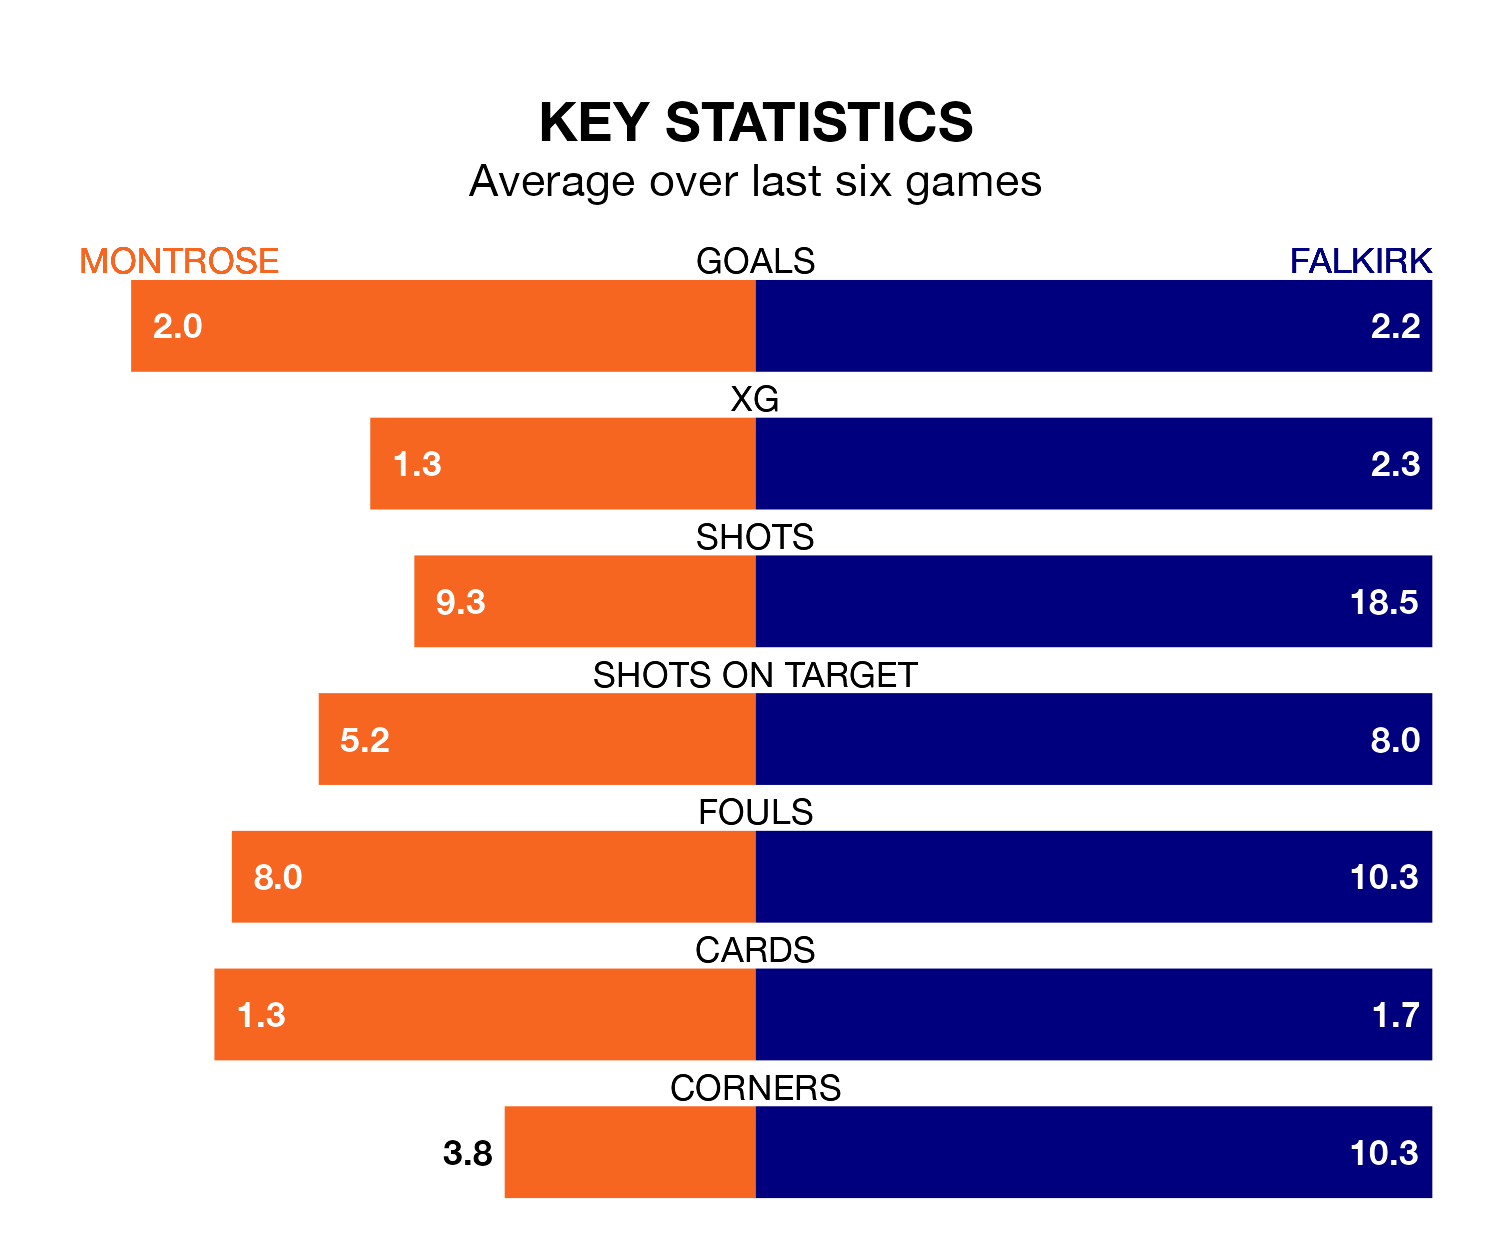 KEY STATISTICS
Average over last six games
MONTROSE GOALS FALKIRK
2.0 2.2
XG
1.3 2.3
SHOTS
9.3 18.5
SHOTS ON TARGET
5.2 8.0
FOULS
8.0 10.3
CARDS
1.3 1.7
CORNERS
3.8 10.3